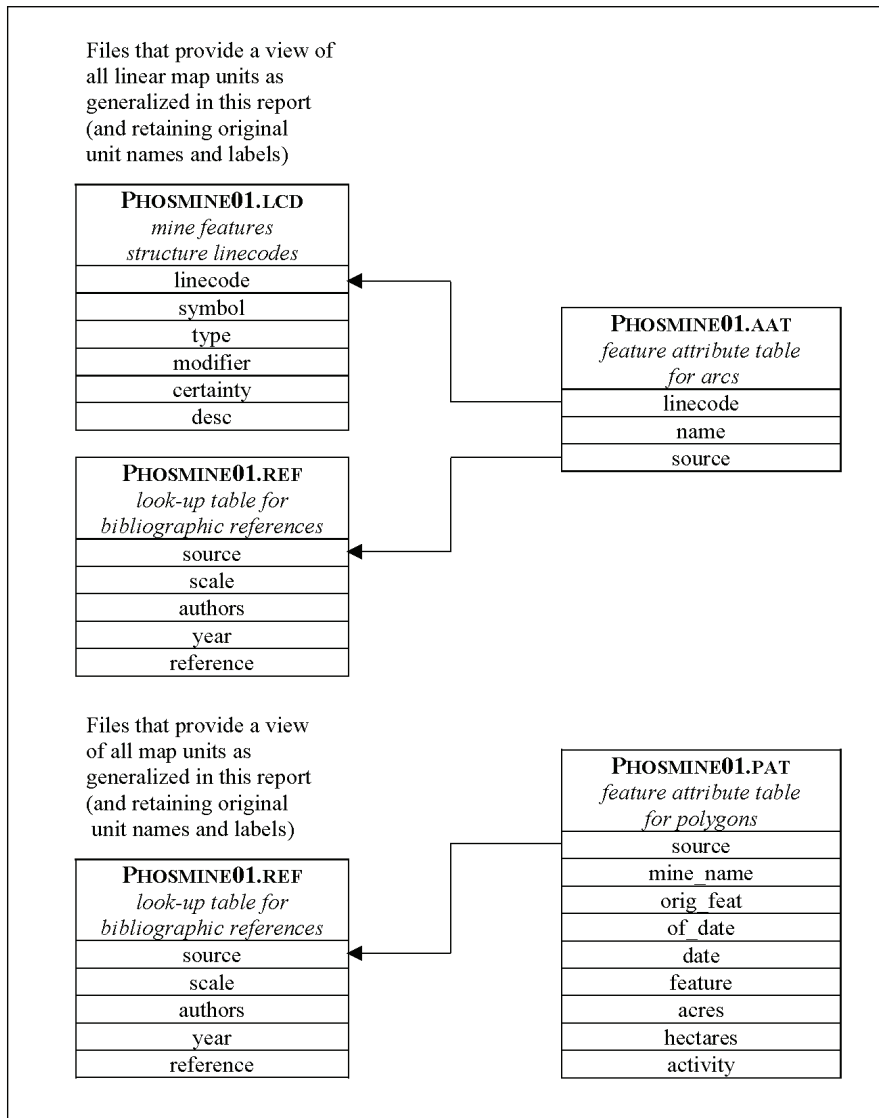 Files that provide a view of
all linear map units as
generalized in this report
(and retaining original
unit names and labels)
PHOSMINE01.LCD
mine features
structure linecodes
linecode
symbol
type
modifier
certainty
desc
PHOSMINE01.AAT
feature attribute table
for arcs
linecode
name
source
PHOSMINE01.REF
look-up table for
bibliographic references
source
scale
authors
year
reference
Files that provide a view
of all map units as
generalized in this report
(and retaining original
unit names and labels)
PHOSMINE01.REF
look-up table for
bibliographic references
source
scale
authors
year
reference
PHOSMINE01.PAT
feature attribute table
for polygons
source
mine_name
orig_feat
of_date
date
feature
acres
hectares
activity